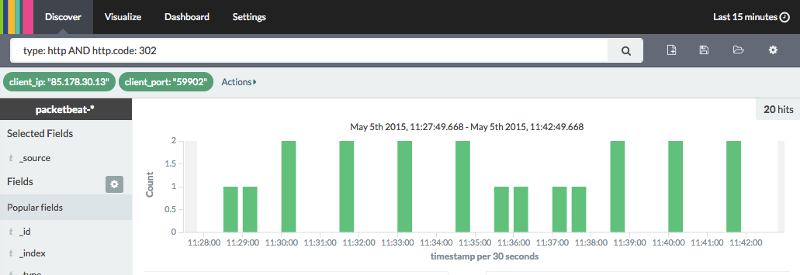 Discover Visualize Dashboard Settings Last 15 minutes
type: http AND http.code: 302
client_ip: "85.178.30.13" client_port: "59902" Actions
packetbeat-*
20 hits
Selected Fields
t _source
Fields
Popular fields
t _id
t _index
t _type
May 5th 2015, 11:27:49.668 - May 5th 2015, 11:42:49.668
Count
2
1.5
1
0.5
0
11:28:00 11:29:00 11:30:00 11:31:00 11:32:00 11:33:00 11:34:00 11:35:00 11:36:00 11:37:00 11:38:00 11:39:00 11:40:00 11:41:00 11:42:00
timestamp per 30 seconds